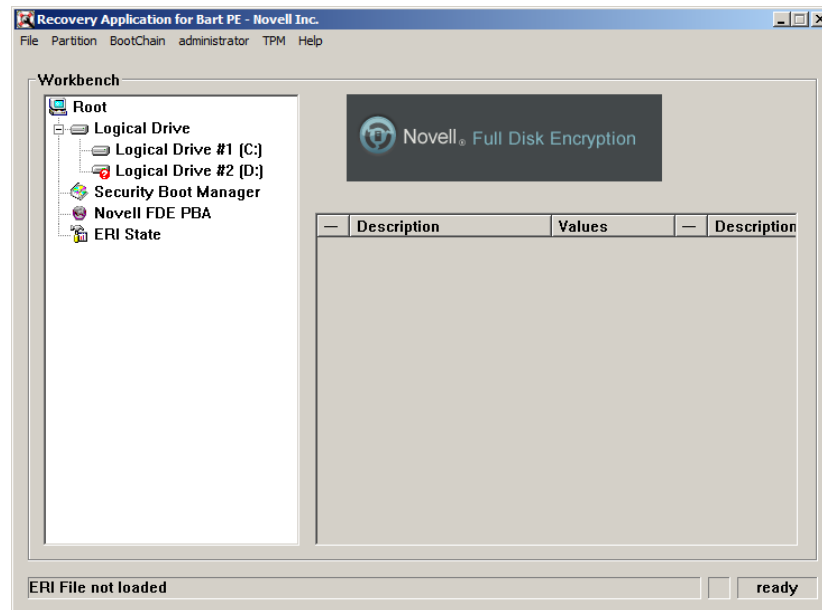 Recovery Application for Bart PE - Novell Inc.
File Partition BootChain administrator TPM Help
Workbench
Root
Logical Drive
Logical Drive #1 (C:)
Logical Drive #2 (D:)
Security Boot Manager
Novell FDE PBA
ERI State
Novell® Full Disk Encryption
— Description Values — Description
ERI File not loaded
ready